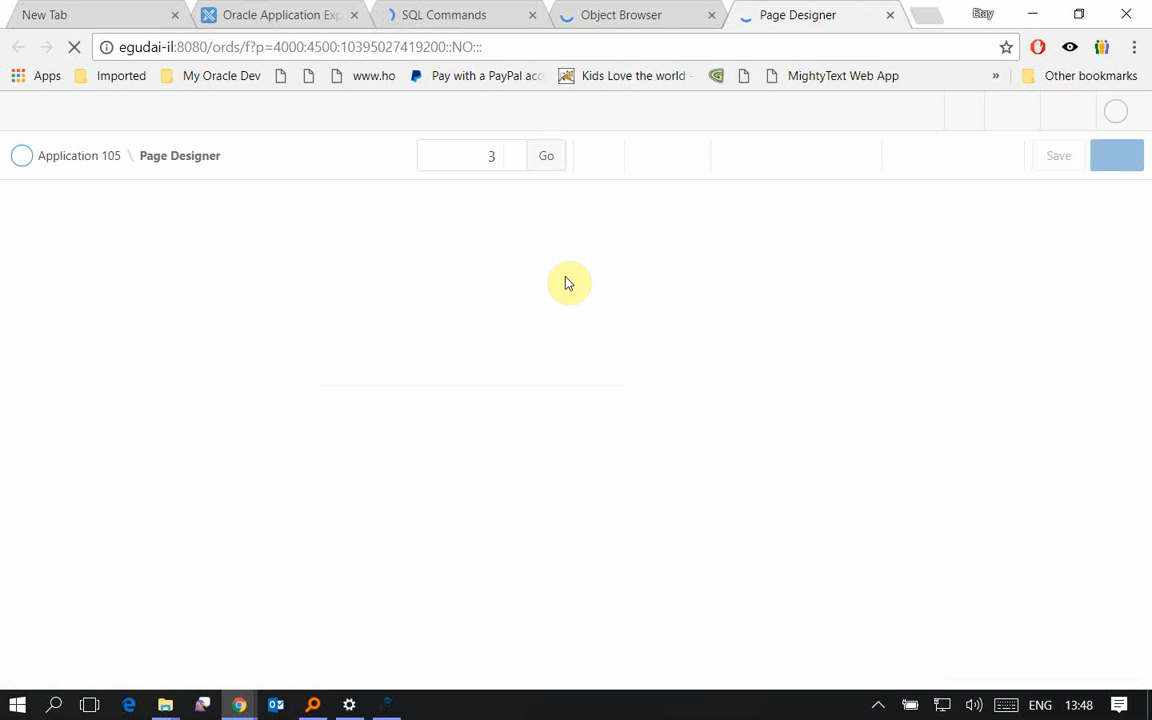 New Tab
Oracle Application Exp
SQL Commands
Object Browser
Page Designer
Etay
egudai-il:8080/ords/f?p=4000:4500:10395027419200::NO:::
Apps
Imported
My Oracle Dev
www.ho
Pay with a PayPal acc
Kids Love the world -
MightyText Web App
»
Other bookmarks
Application 105 \ Page Designer
3
Go
Save
ENG
13:48